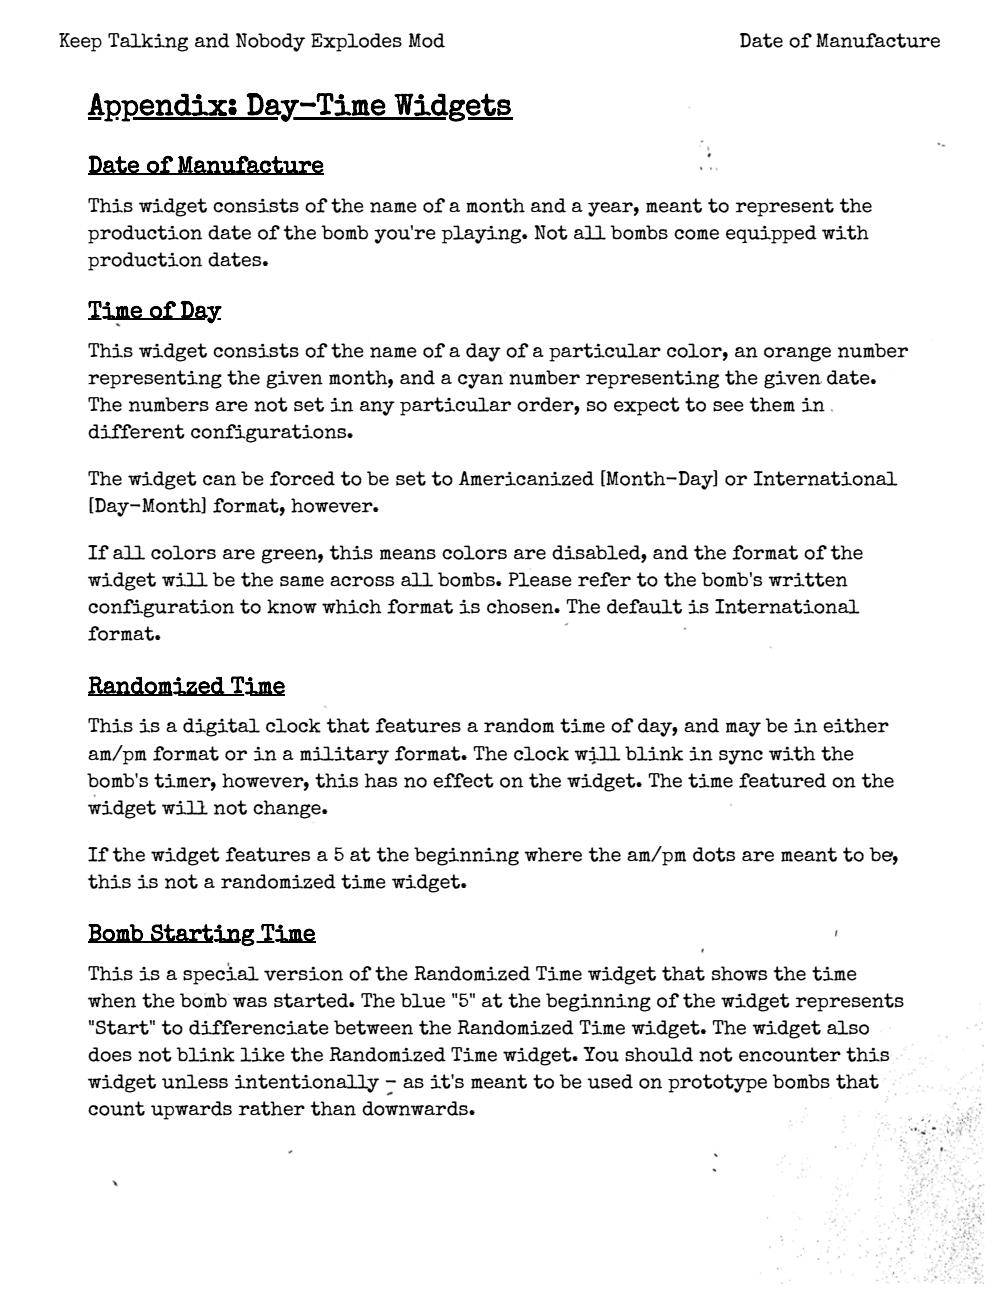 Keep Talking and Nobody Explodes Mod
Date of Manufacture
Appendix: Day-Time Widgets
Date of Manufacture
This widget consists of the name of a month and a year, meant to represent the
production date of the bomb you're playing. Not all bombs come equipped with
production dates.
Time of Day
This widget consists of the name of a day of a particular color, an orange number
representing the given month, and a cyan number representing the given date.
The numbers are not set in any particular order, so expect to see them in
different configurations.
The widget can be forced to be set to Americanized [Month-Day] or International
[Day-Month] format, however.
If all colors are green, this means colors are disabled, and the format of the
widget will be the same across all bombs. Please refer to the bomb's written
configuration to know which format is chosen. The default is International
format.
Randomized Time
This is a digital clock that features a random time of day, and may be in either
am/pm format or in a military format. The clock will blink in sync with the
bomb's timer, however, this has no effect on the widget. The time featured on the
widget will not change.
If the widget features a 5 at the beginning where the am/pm dots are meant to be,
this is not a randomized time widget.
Bomb Starting Time
This is a special version of the Randomized Time widget that shows the time
when the bomb was started. The blue "5" at the beginning of the widget represents
"Start" to differenciate between the Randomized Time widget. The widget also
does not blink like the Randomized Time widget. You should not encounter this
widget unless intentionally - as it's meant to be used on prototype bombs that
count upwards rather than downwards.